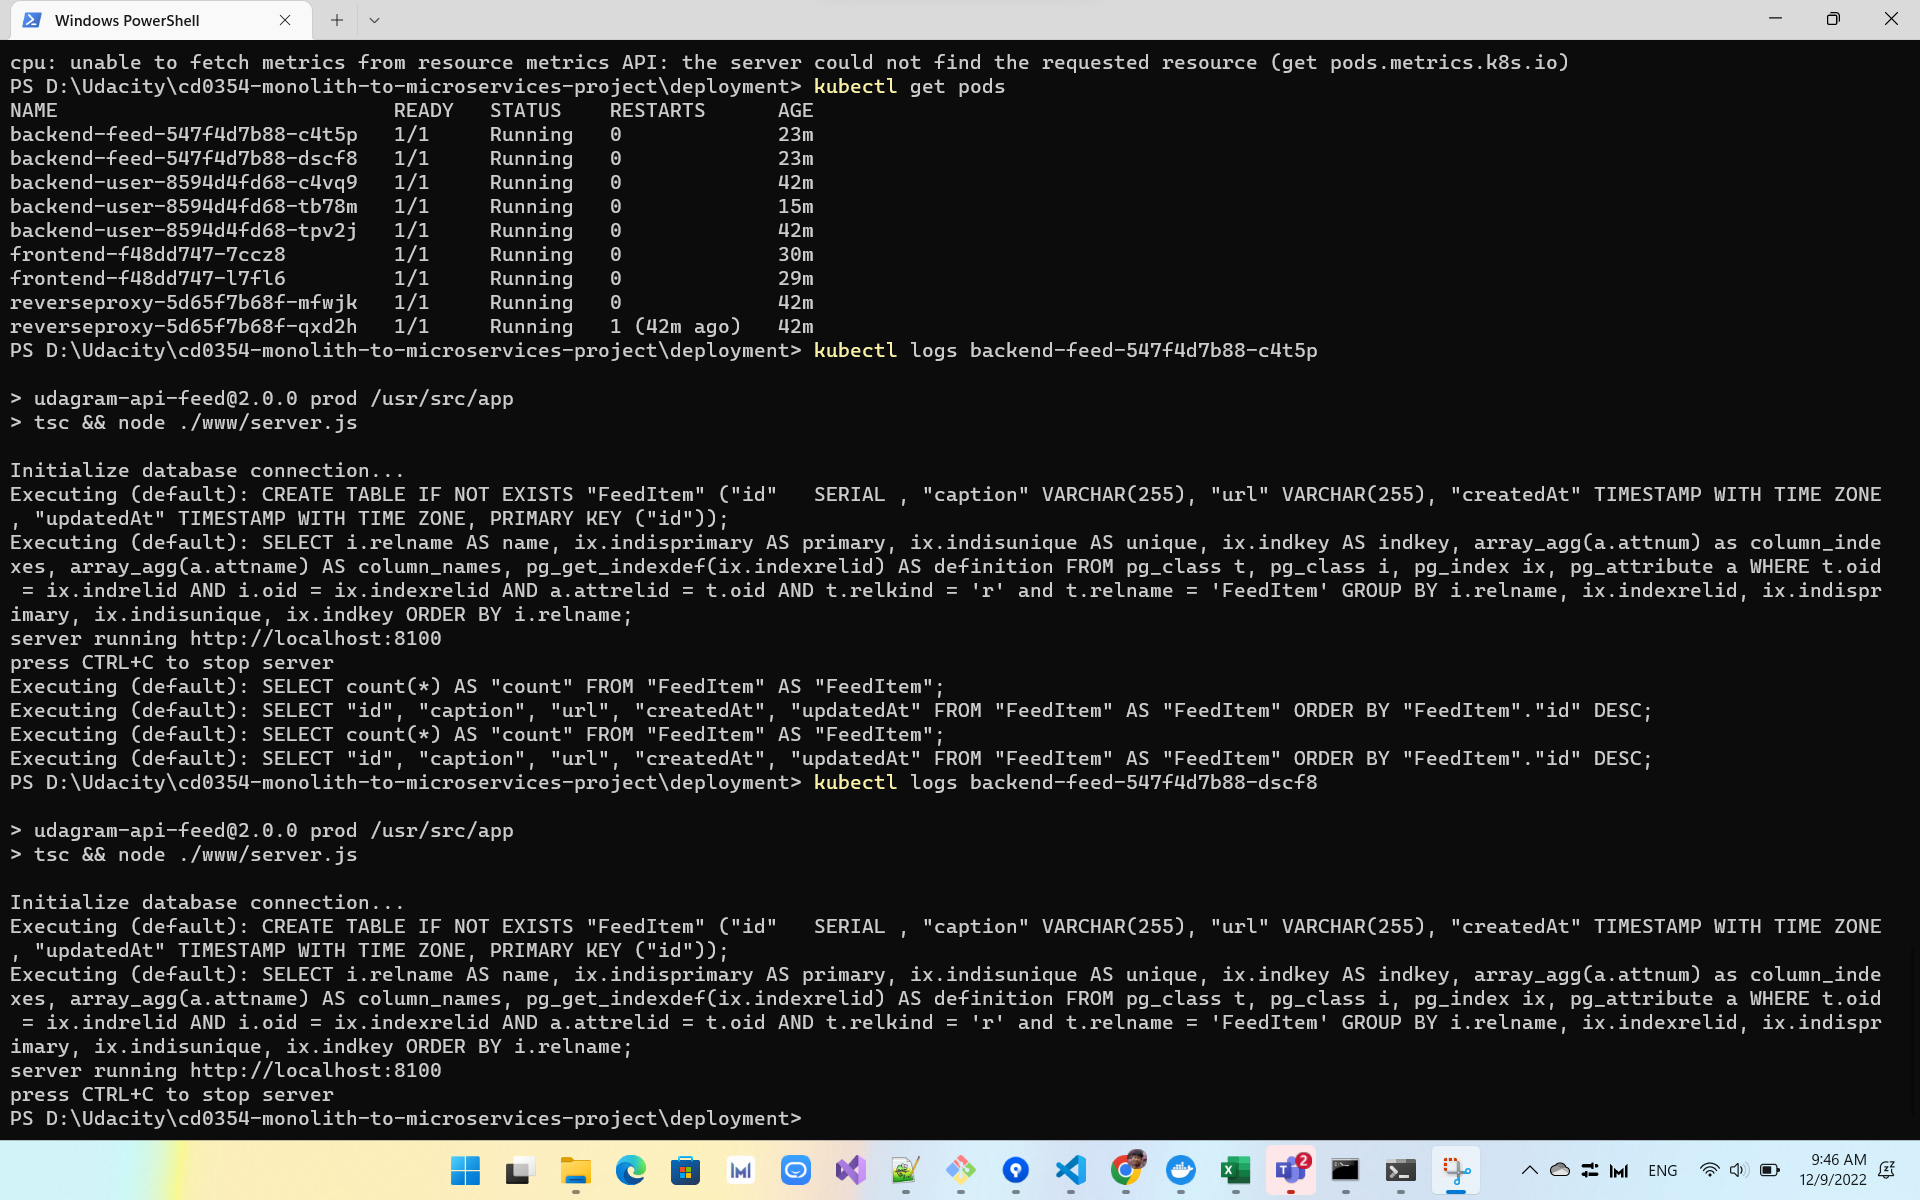 Windows PowerShell
cpu: unable to fetch metrics from resource metrics API: the server could not find the requested resource (get pods.metrics.k8s.io)
PS D:\Udacity\cd0354-monolith-to-microservices-project\deployment> kubectl get pods
NAME                            READY   STATUS    RESTARTS      AGE
backend-feed-547f4d7b88-c4t5p   1/1     Running   0             23m
backend-feed-547f4d7b88-dscf8   1/1     Running   0             23m
backend-user-8594d4fd68-c4vq9   1/1     Running   0             42m
backend-user-8594d4fd68-tb78m   1/1     Running   0             15m
backend-user-8594d4fd68-tpv2j   1/1     Running   0             42m
frontend-f48dd747-7ccz8         1/1     Running   0             30m
frontend-f48dd747-l7fl6         1/1     Running   0             29m
reverseproxy-5d65f7b68f-mfwjk   1/1     Running   0             42m
reverseproxy-5d65f7b68f-qxd2h   1/1     Running   1 (42m ago)   42m
PS D:\Udacity\cd0354-monolith-to-microservices-project\deployment> kubectl logs backend-feed-547f4d7b88-c4t5p
> udagram-api-feed@2.0.0 prod /usr/src/app
> tsc && node ./www/server.js
Initialize database connection...
Executing (default): CREATE TABLE IF NOT EXISTS "FeedItem" ("id"   SERIAL , "caption" VARCHAR(255), "url" VARCHAR(255), "createdAt" TIMESTAMP WITH TIME ZONE
, "updatedAt" TIMESTAMP WITH TIME ZONE, PRIMARY KEY ("id"));
Executing (default): SELECT i.relname AS name, ix.indisprimary AS primary, ix.indisunique AS unique, ix.indkey AS indkey, array_agg(a.attnum) as column_inde
xes, array_agg(a.attname) AS column_names, pg_get_indexdef(ix.indexrelid) AS definition FROM pg_class t, pg_class i, pg_index ix, pg_attribute a WHERE t.oid
 = ix.indrelid AND i.oid = ix.indexrelid AND a.attrelid = t.oid AND t.relkind = 'r' and t.relname = 'FeedItem' GROUP BY i.relname, ix.indexrelid, ix.indispr
imary, ix.indisunique, ix.indkey ORDER BY i.relname;
server running http://localhost:8100
press CTRL+C to stop server
Executing (default): SELECT count(*) AS "count" FROM "FeedItem" AS "FeedItem";
Executing (default): SELECT "id", "caption", "url", "createdAt", "updatedAt" FROM "FeedItem" AS "FeedItem" ORDER BY "FeedItem"."id" DESC;
Executing (default): SELECT count(*) AS "count" FROM "FeedItem" AS "FeedItem";
Executing (default): SELECT "id", "caption", "url", "createdAt", "updatedAt" FROM "FeedItem" AS "FeedItem" ORDER BY "FeedItem"."id" DESC;
PS D:\Udacity\cd0354-monolith-to-microservices-project\deployment> kubectl logs backend-feed-547f4d7b88-dscf8
> udagram-api-feed@2.0.0 prod /usr/src/app
> tsc && node ./www/server.js
Initialize database connection...
Executing (default): CREATE TABLE IF NOT EXISTS "FeedItem" ("id"   SERIAL , "caption" VARCHAR(255), "url" VARCHAR(255), "createdAt" TIMESTAMP WITH TIME ZONE
, "updatedAt" TIMESTAMP WITH TIME ZONE, PRIMARY KEY ("id"));
Executing (default): SELECT i.relname AS name, ix.indisprimary AS primary, ix.indisunique AS unique, ix.indkey AS indkey, array_agg(a.attnum) as column_inde
xes, array_agg(a.attname) AS column_names, pg_get_indexdef(ix.indexrelid) AS definition FROM pg_class t, pg_class i, pg_index ix, pg_attribute a WHERE t.oid
 = ix.indrelid AND i.oid = ix.indexrelid AND a.attrelid = t.oid AND t.relkind = 'r' and t.relname = 'FeedItem' GROUP BY i.relname, ix.indexrelid, ix.indispr
imary, ix.indisunique, ix.indkey ORDER BY i.relname;
server running http://localhost:8100
press CTRL+C to stop server
PS D:\Udacity\cd0354-monolith-to-microservices-project\deployment>
2
ENG
9:46 AM
12/9/2022